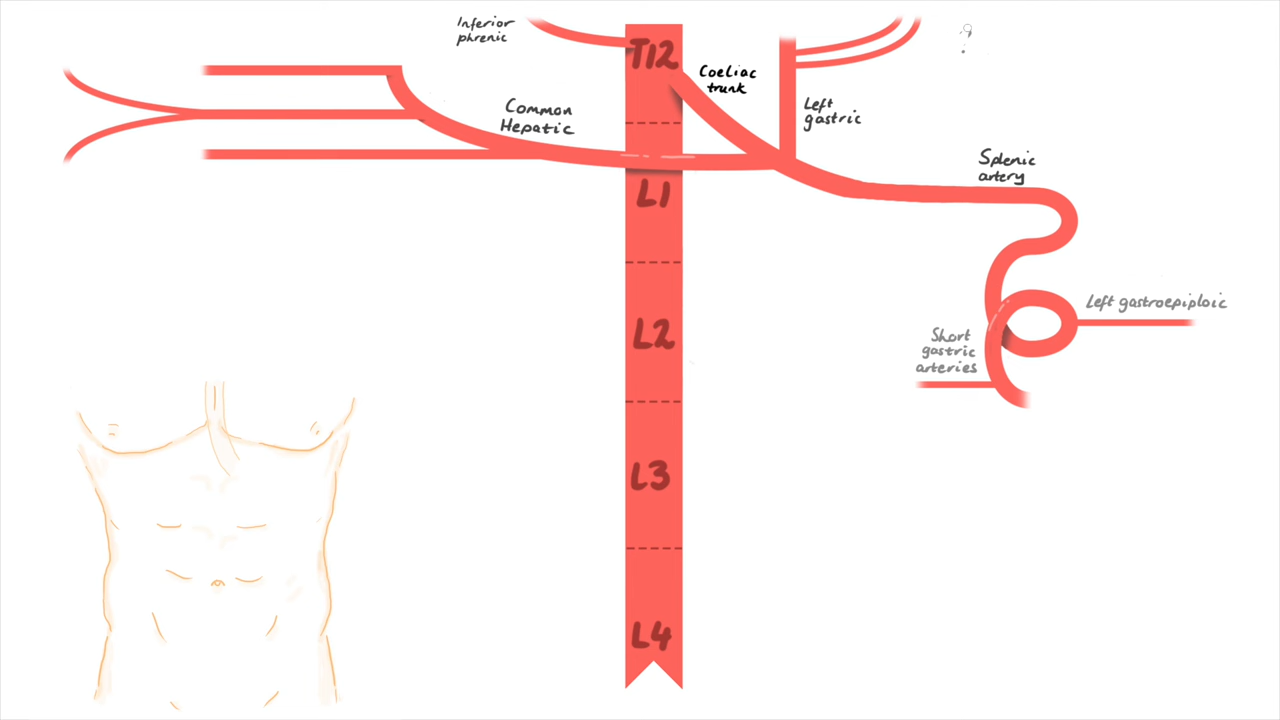 Inferior
phrenic
T12
Coeliac
trunk
?
Common
Hepatic
Left
gastric
Splenic
artery
L1
Left gastroepiploic
L2
Short
gastric
arteries
L3
L4